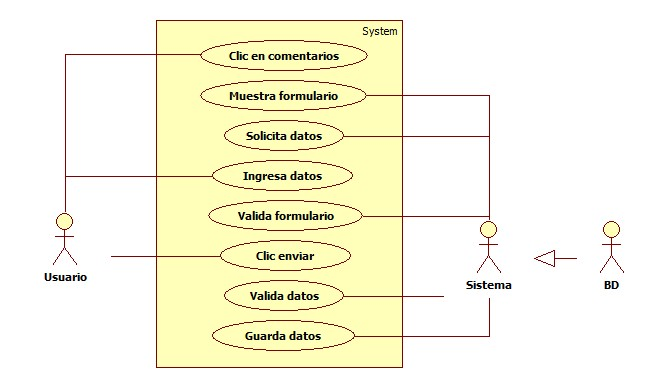 System
Clic en comentarios
Muestra formulario
Solicita datos
Ingresa datos
Valida formulario
Clic enviar
Usuario
Sistema
BD
Valida datos
Guarda datos